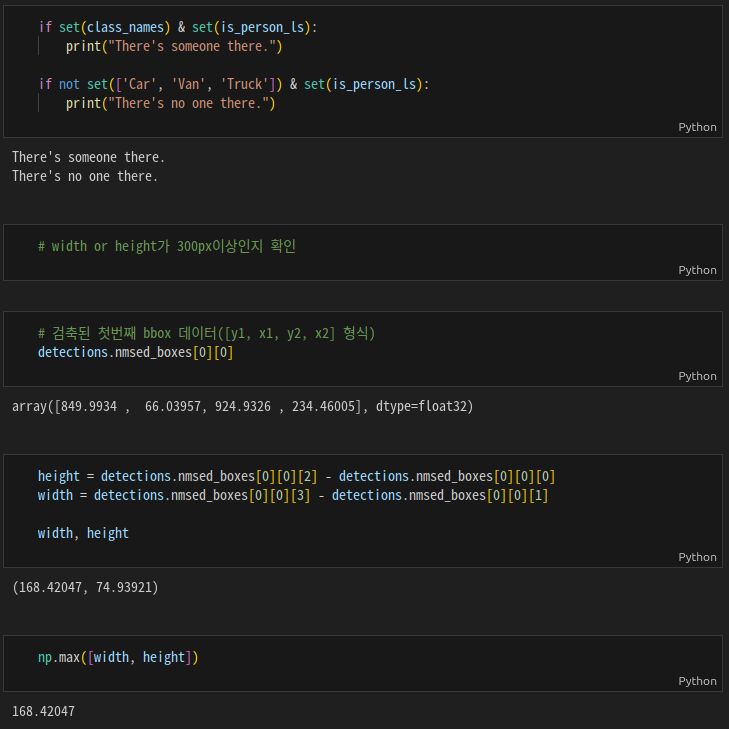 if set(class_names) & set(is_person_ls):
print("There's someone there.")
if not set(['Car', 'Van', 'Truck']) & set(is_person_ls):
print("There's no one there.")
Python
There's someone there.
There's no one there.
# width or height가 300px이상인지 확인
Python
# 검축된 첫번째 bbox 데이터([y1, x1, y2, x2] 형식)
detections.nmsed_boxes[0][0]
Python
array([849.9934 ,  66.03957, 924.9326 , 234.46005], dtype=float32)
height = detections.nmsed_boxes[0][0][2] - detections.nmsed_boxes[0][0][0]
width = detections.nmsed_boxes[0][0][3] - detections.nmsed_boxes[0][0][1]
width, height
Python
(168.42047, 74.93921)
np.max([width, height])
Python
168.42047